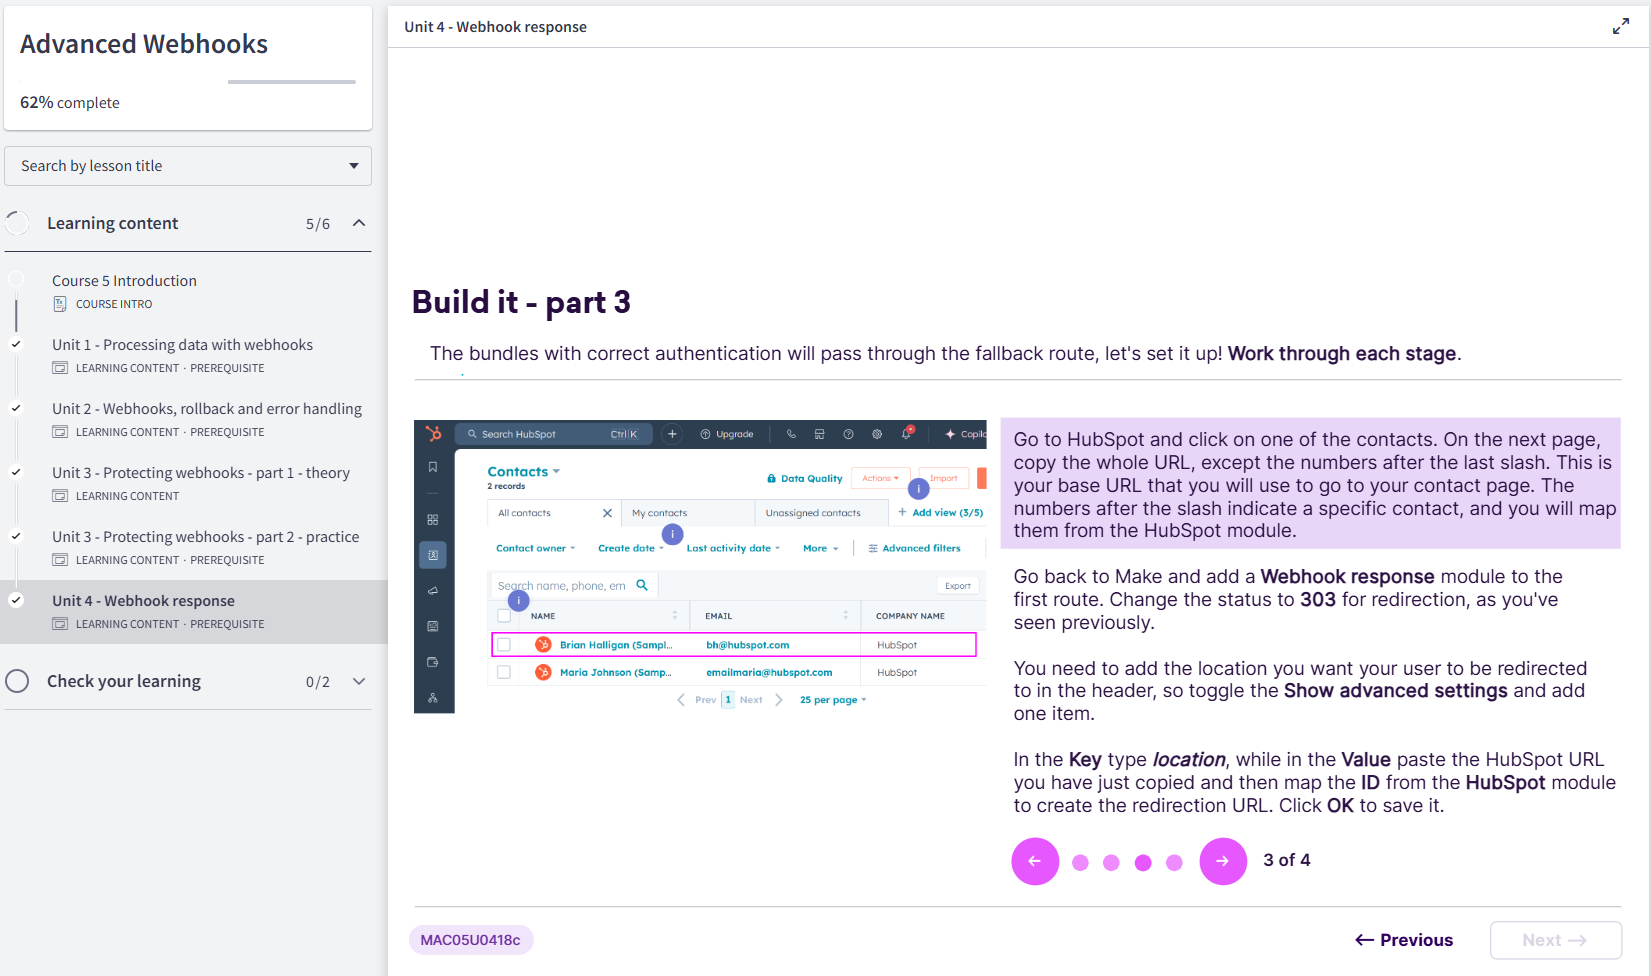 Advanced Webhooks
62% complete
Search by lesson title
Learning content 5/6
Course 5 Introduction
COURSE INTRO
Unit 1 - Processing data with webhooks
LEARNING CONTENT · PREREQUISITE
Unit 2 - Webhooks, rollback and error handling
LEARNING CONTENT · PREREQUISITE
Unit 3 - Protecting webhooks - part 1 - theory
LEARNING CONTENT
Unit 3 - Protecting webhooks - part 2 - practice
LEARNING CONTENT · PREREQUISITE
Unit 4 - Webhook response
LEARNING CONTENT · PREREQUISITE
Check your learning 0/2
Unit 4 - Webhook response
Build it - part 3
The bundles with correct authentication will pass through the fallback route, let's set it up! Work through each stage.
Search HubSpot Ctrl K Upgrade Copil
Contacts
2 records
Data Quality Actions Import
All contacts My contacts Unassigned contacts + Add view (3/5)
Contact owner Create date Last activity date More Advanced filters
Search name, phone, em Export
NAME EMAIL COMPANY NAME
Brian Halligan (Sampl... bh@hubspot.com HubSpot
Maria Johnson (Samp... emailmaria@hubspot.com HubSpot
Prev 1 Next 25 per page
Go to HubSpot and click on one of the contacts. On the next page,
copy the whole URL, except the numbers after the last slash. This is
your base URL that you will use to go to your contact page. The
numbers after the slash indicate a specific contact, and you will map
them from the HubSpot module.
Go back to Make and add a Webhook response module to the
first route. Change the status to 303 for redirection, as you've
seen previously.
You need to add the location you want your user to be redirected
to in the header, so toggle the Show advanced settings and add
one item.
In the Key type location, while in the Value paste the HubSpot URL
you have just copied and then map the ID from the HubSpot module
to create the redirection URL. Click OK to save it.
3 of 4
MAC05U0418c
← Previous
Next →